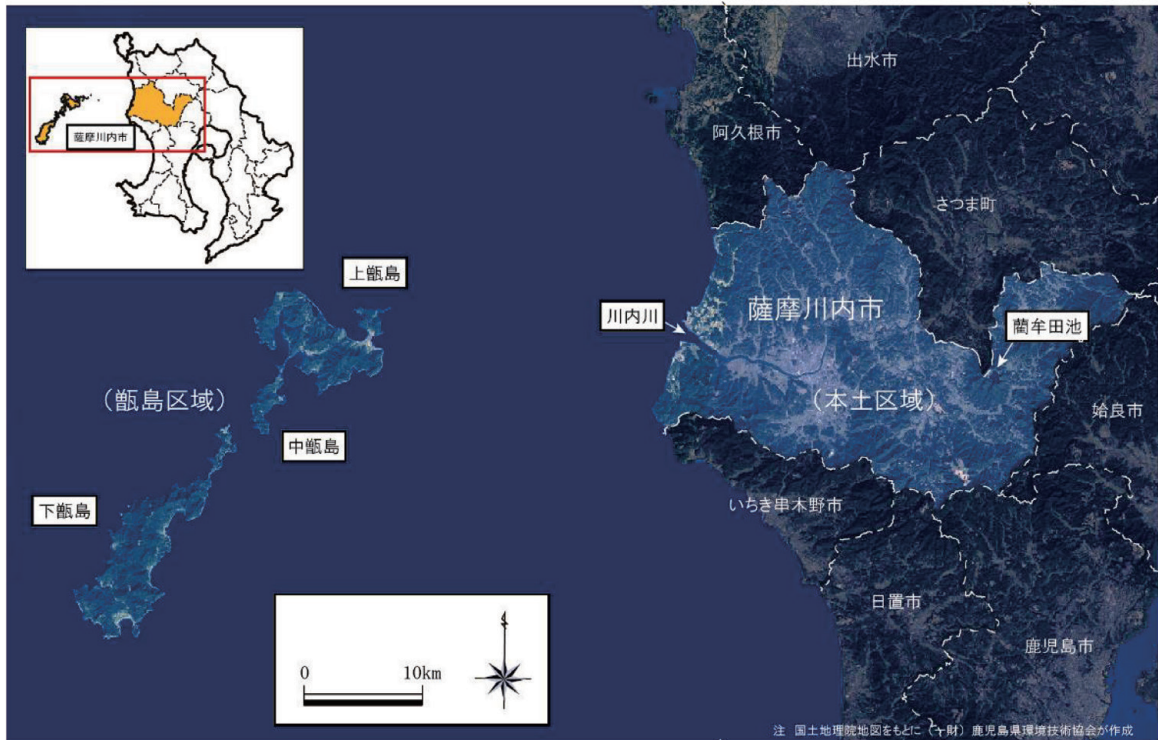 出水市
阿久根市
薩摩川内市
さつま町
上甑島
川内川
薩摩川内市
藺牟田池
(甑島区域)
(本土区域)
姶良市
中甑島
下甑島
いちき串木野市
日置市
0 10km
鹿児島市
注 国土地理院地図をもとに (一財) 鹿児島県環境技術協会が作成